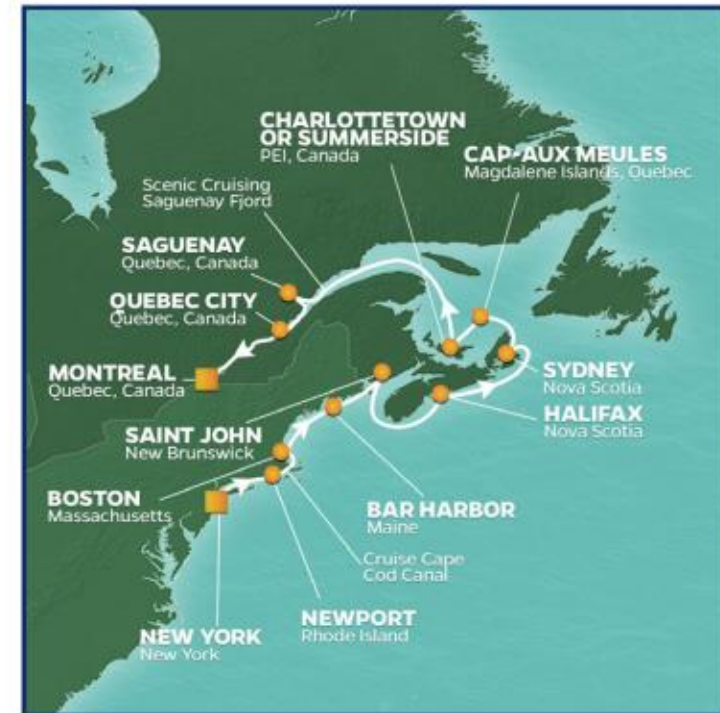 CHARLOTTETOWN
OR SUMMERSIDE
PEI, Canada
CAP-AUX MEULES
Magdalene Islands, Quebec
Scenic Cruising
Saguenay Fjord
SAGUENAY
Quebec, Canada
QUEBEC CITY
Quebec, Canada
MONTREAL
Quebec, Canada
SYDNEY
Nova Scotia
HALIFAX
Nova Scotia
SAINT JOHN
New Brunswick
BOSTON
Massachusetts
BAR HARBOR
Maine
Cruise Cape
Cod Canal
NEWPORT
Rhode Island
NEW YORK
New York